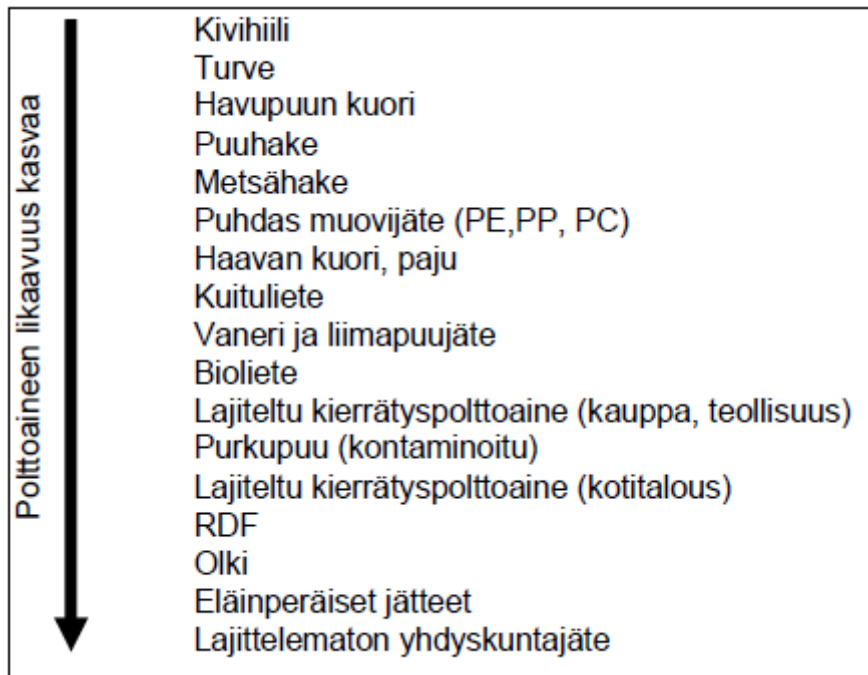 Polttoaineen likaavuus kasvaa
Kivihiili
Turve
Havupuun kuori
Puuhake
Metsähake
Puhdas muovijäte (PE,PP, PC)
Haavan kuori, paju
Kuituliete
Vaneri ja liimapuujäte
Bioliete
Lajiteltu kierrätyspolttoaine (kauppa, teollisuus)
Purkupuu (kontaminoitu)
Lajiteltu kierrätyspolttoaine (kotitalous)
RDF
Olki
Eläinperäiset jätteet
Lajittelematon yhdyskuntajäte